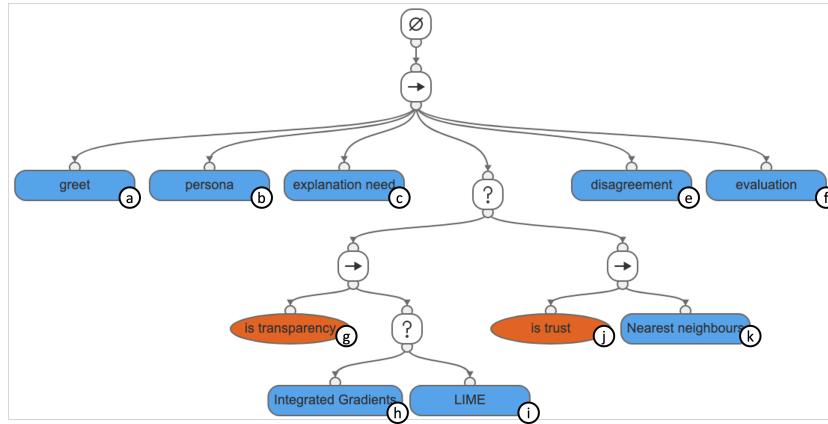 Ø
→
greet
a
persona
b
explanation need
c
?
disagreement
e
evaluation
f
→
→
is transparency
g
?
is trust
j
Nearest neighbours
k
Integrated Gradients
h
LIME
i